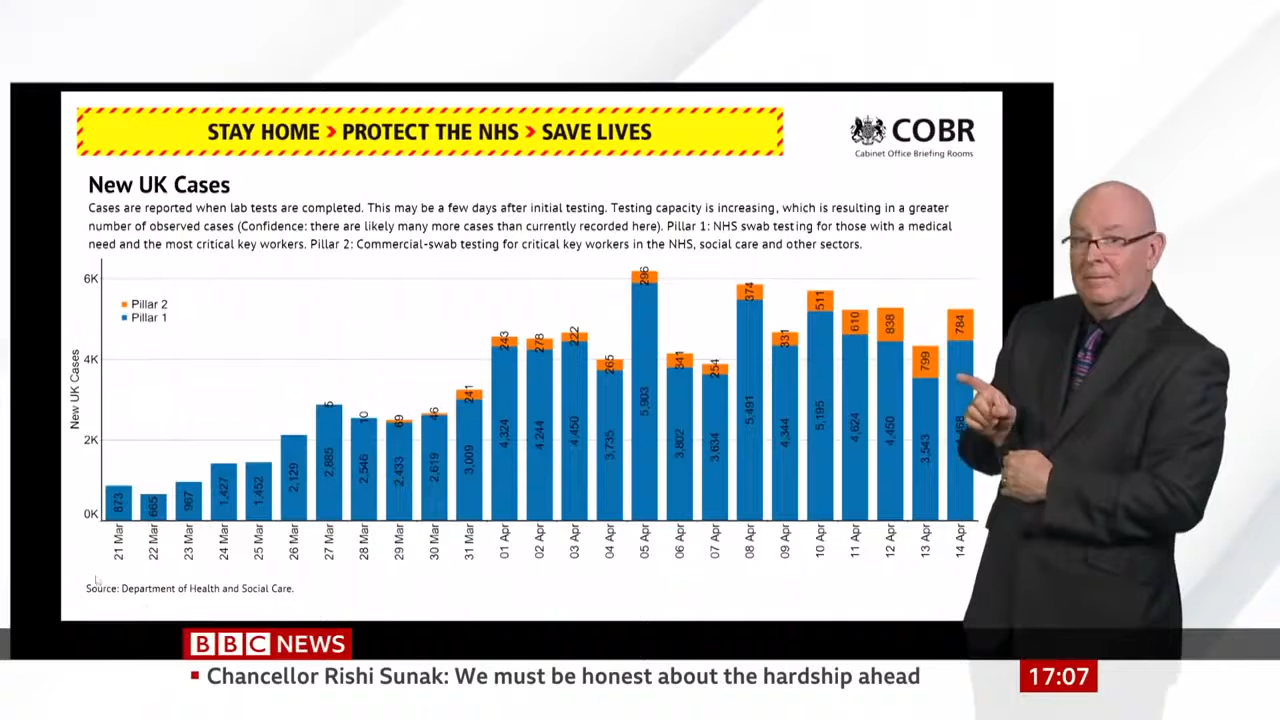 STAY HOME > PROTECT THE NHS > SAVE LIVES
COBR
Cabinet Office Briefing Rooms
New UK Cases
Cases are reported when lab tests are completed. This may be a few days after initial testing. Testing capacity is increasing, which is resulting in a greater
number of observed cases (Confidence: there are likely many more cases than currently recorded here). Pillar 1: NHS swab testing for those with a medical
need and the most critical key workers. Pillar 2: Commercial-swab testing for critical key workers in the NHS, social care and other sectors.
Pillar 2
Pillar 1
New UK Cases
6K
4K
2K
0K
243 278 222 265 296 341 254 374 331 511 610 838 799 784
5 10 69 46 241
873 665 967 1,427 1,452 2,129 2,885 2,546 2,433 2,619 3,009 4,324 4,244 4,450 3,735 5,903 3,802 3,634 5,491 4,344 5,195 4,624 4,450 3,543
21 Mar 22 Mar 23 Mar 24 Mar 25 Mar 26 Mar 27 Mar 28 Mar 29 Mar 30 Mar 31 Mar 01 Apr 02 Apr 03 Apr 04 Apr 05 Apr 06 Apr 07 Apr 08 Apr 09 Apr 10 Apr 11 Apr 12 Apr 13 Apr 14 Apr
Source: Department of Health and Social Care.
BBC NEWS
Chancellor Rishi Sunak: We must be honest about the hardship ahead
17:07